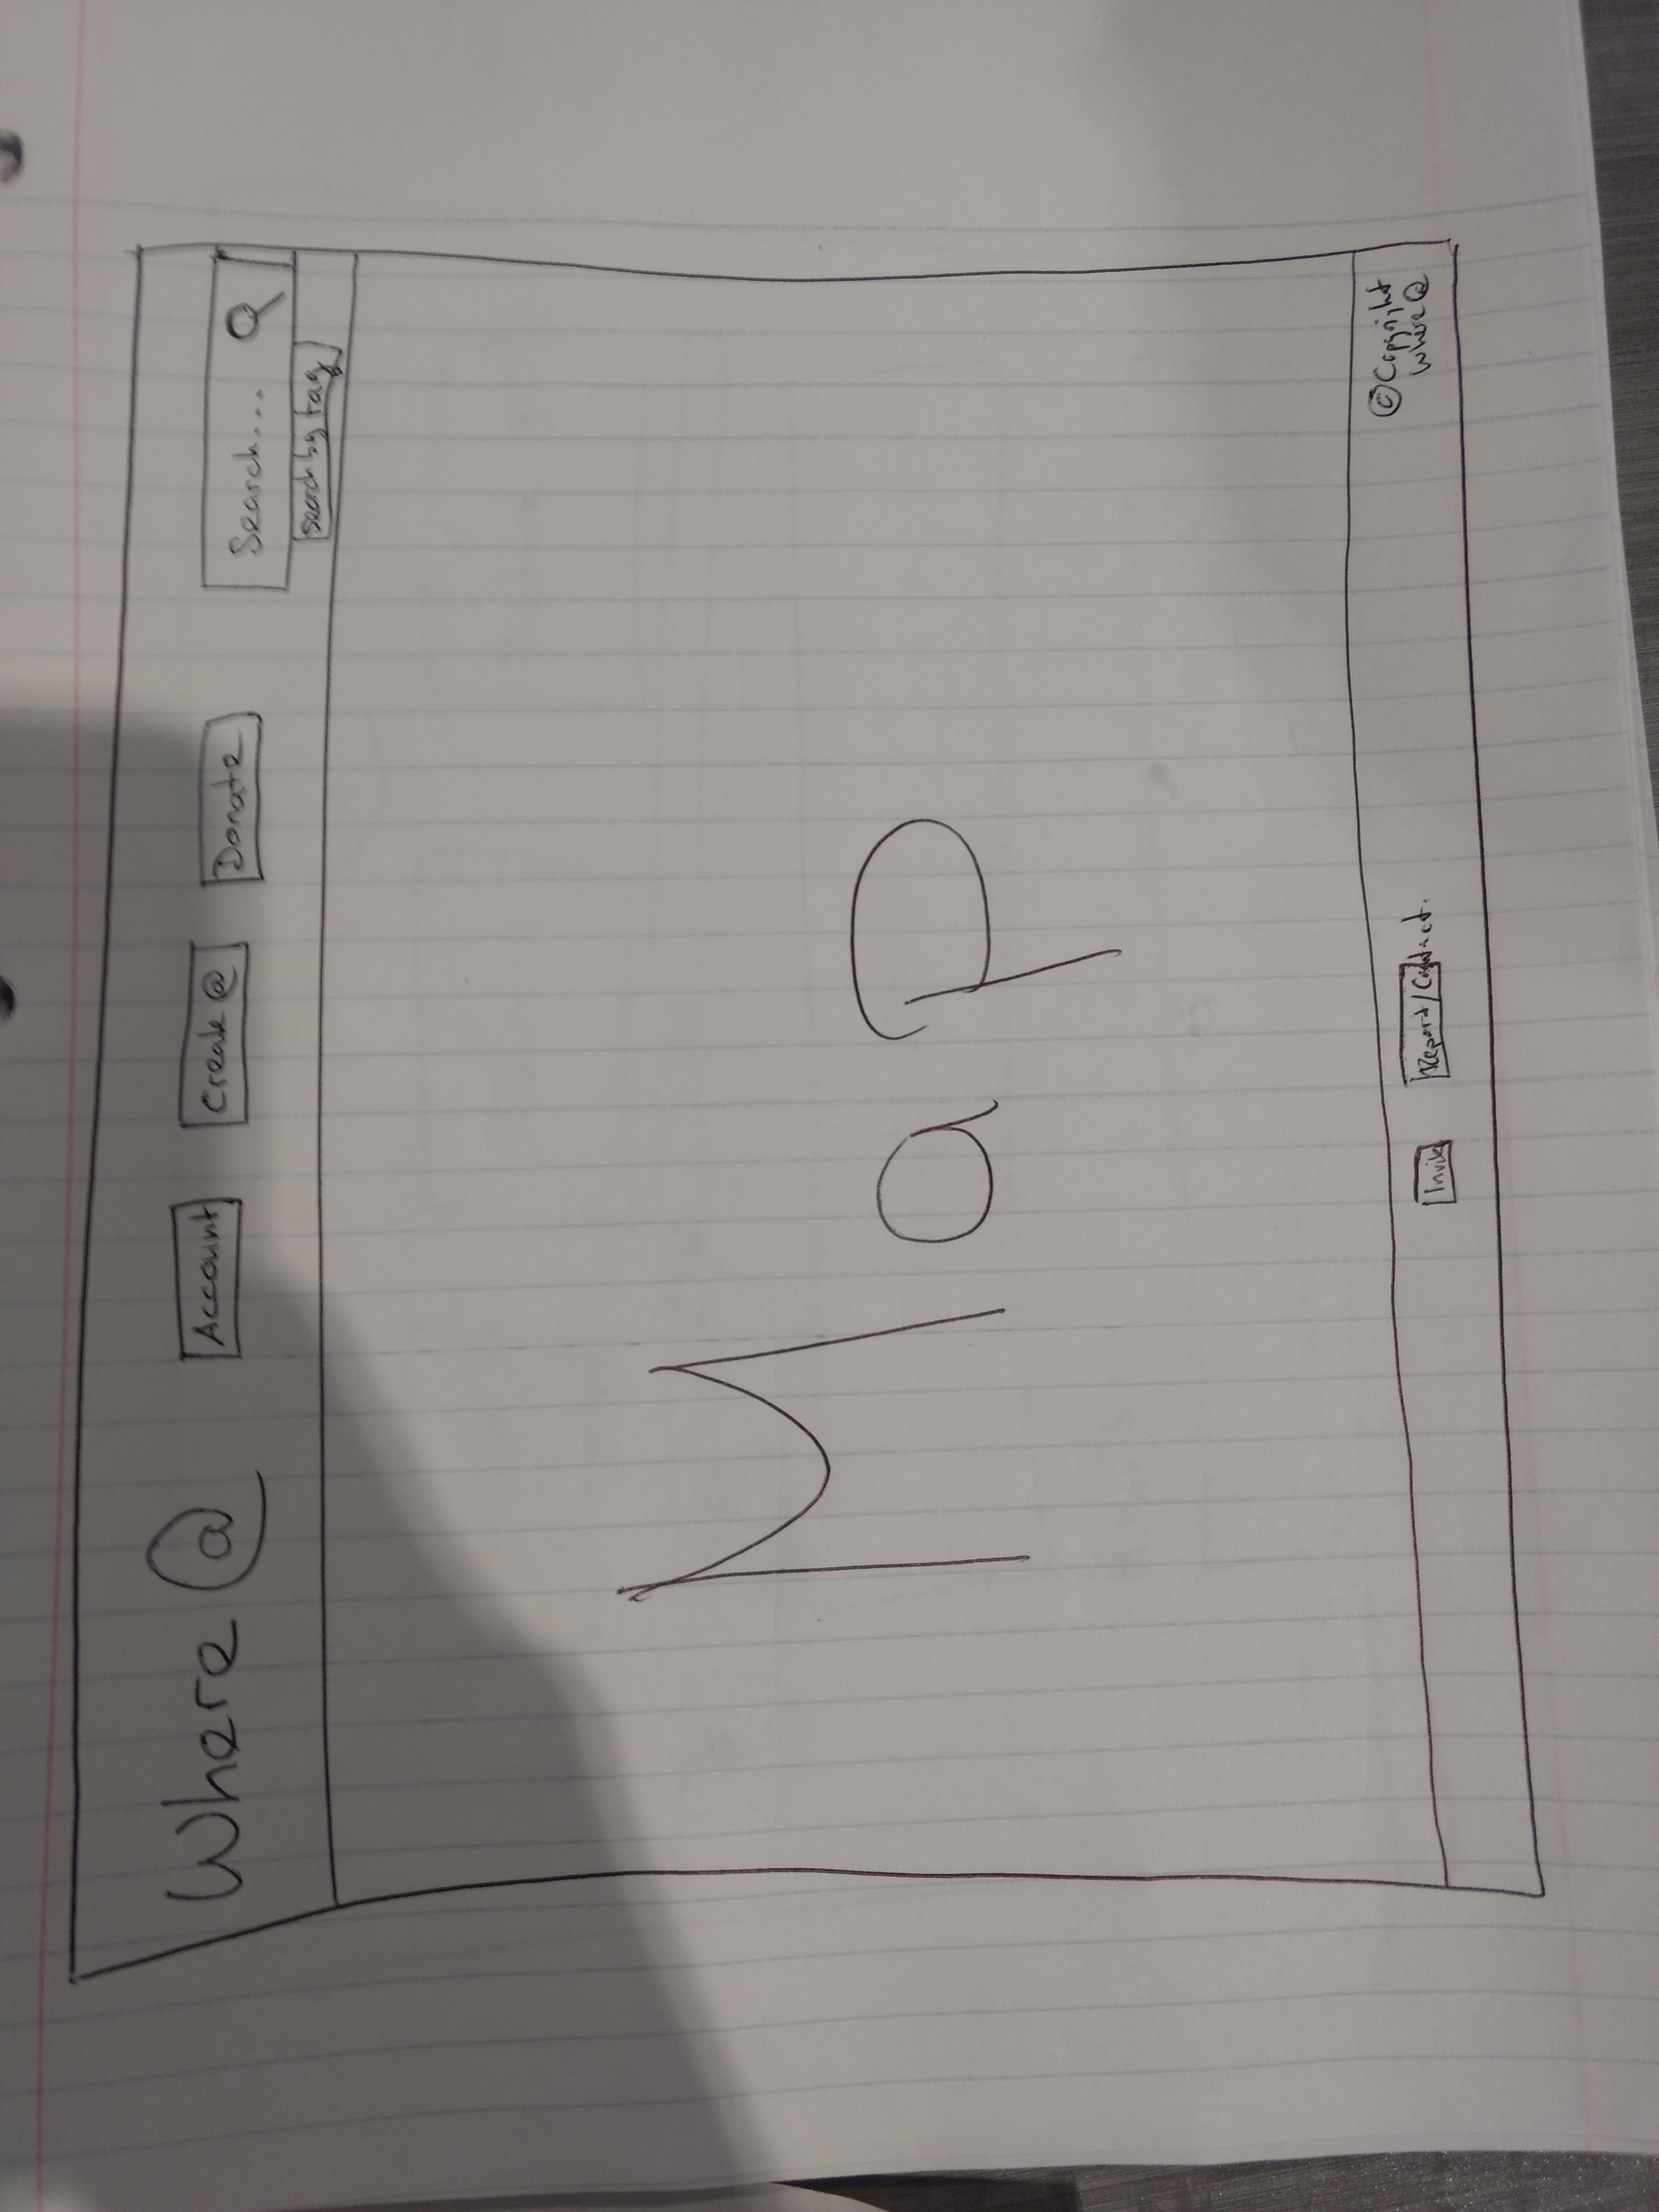 Where @
Account
Create @
Donate
Search...
Search by tag
Map
Invite
Report/Contact.
© Copyright
Where @